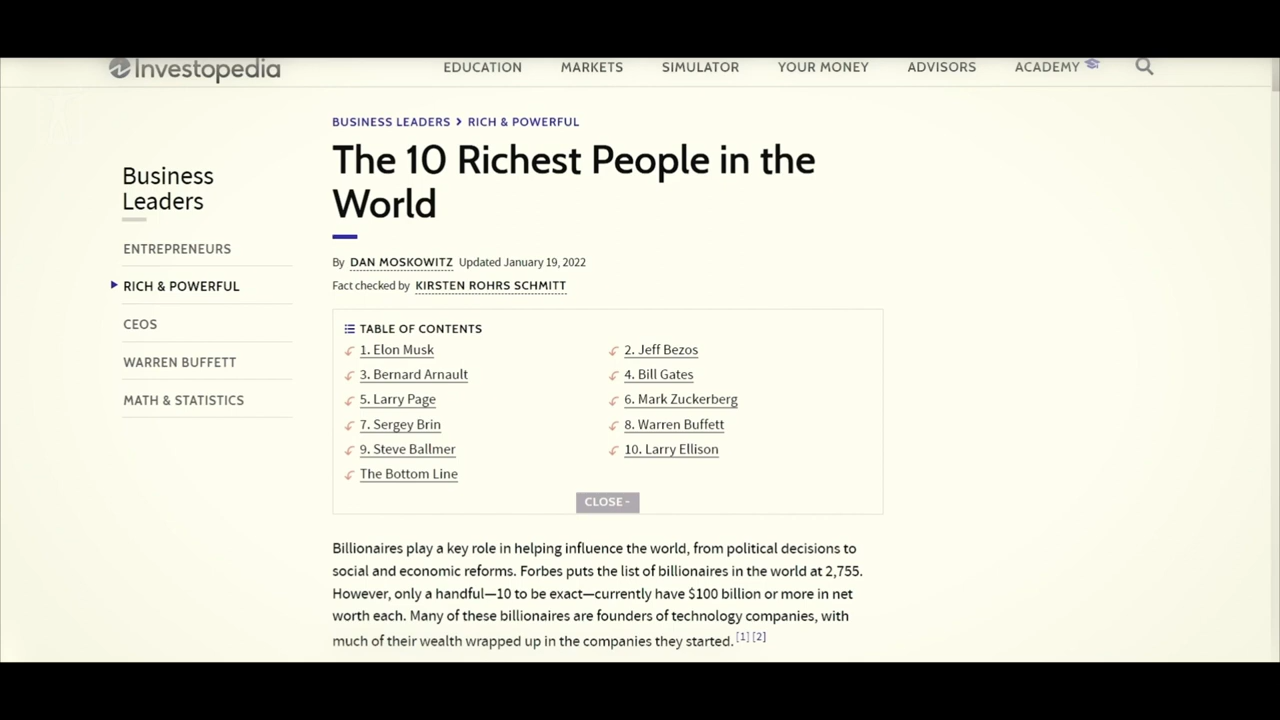 Investopedia
EDUCATION MARKETS SIMULATOR YOUR MONEY ADVISORS ACADEMY
BUSINESS LEADERS > RICH & POWERFUL
The 10 Richest People in the
World
By DAN MOSKOWITZ Updated January 19, 2022
Fact checked by KIRSTEN ROHRS SCHMITT
Business
Leaders
ENTREPRENEURS
RICH & POWERFUL
CEOS
WARREN BUFFETT
MATH & STATISTICS
TABLE OF CONTENTS
1. Elon Musk 2. Jeff Bezos
3. Bernard Arnault 4. Bill Gates
5. Larry Page 6. Mark Zuckerberg
7. Sergey Brin 8. Warren Buffett
9. Steve Ballmer 10. Larry Ellison
The Bottom Line
CLOSE -
Billionaires play a key role in helping influence the world, from political decisions to
social and economic reforms. Forbes puts the list of billionaires in the world at 2,755.
However, only a handful—10 to be exact—currently have $100 billion or more in net
worth each. Many of these billionaires are founders of technology companies, with
much of their wealth wrapped up in the companies they started. [1] [2]